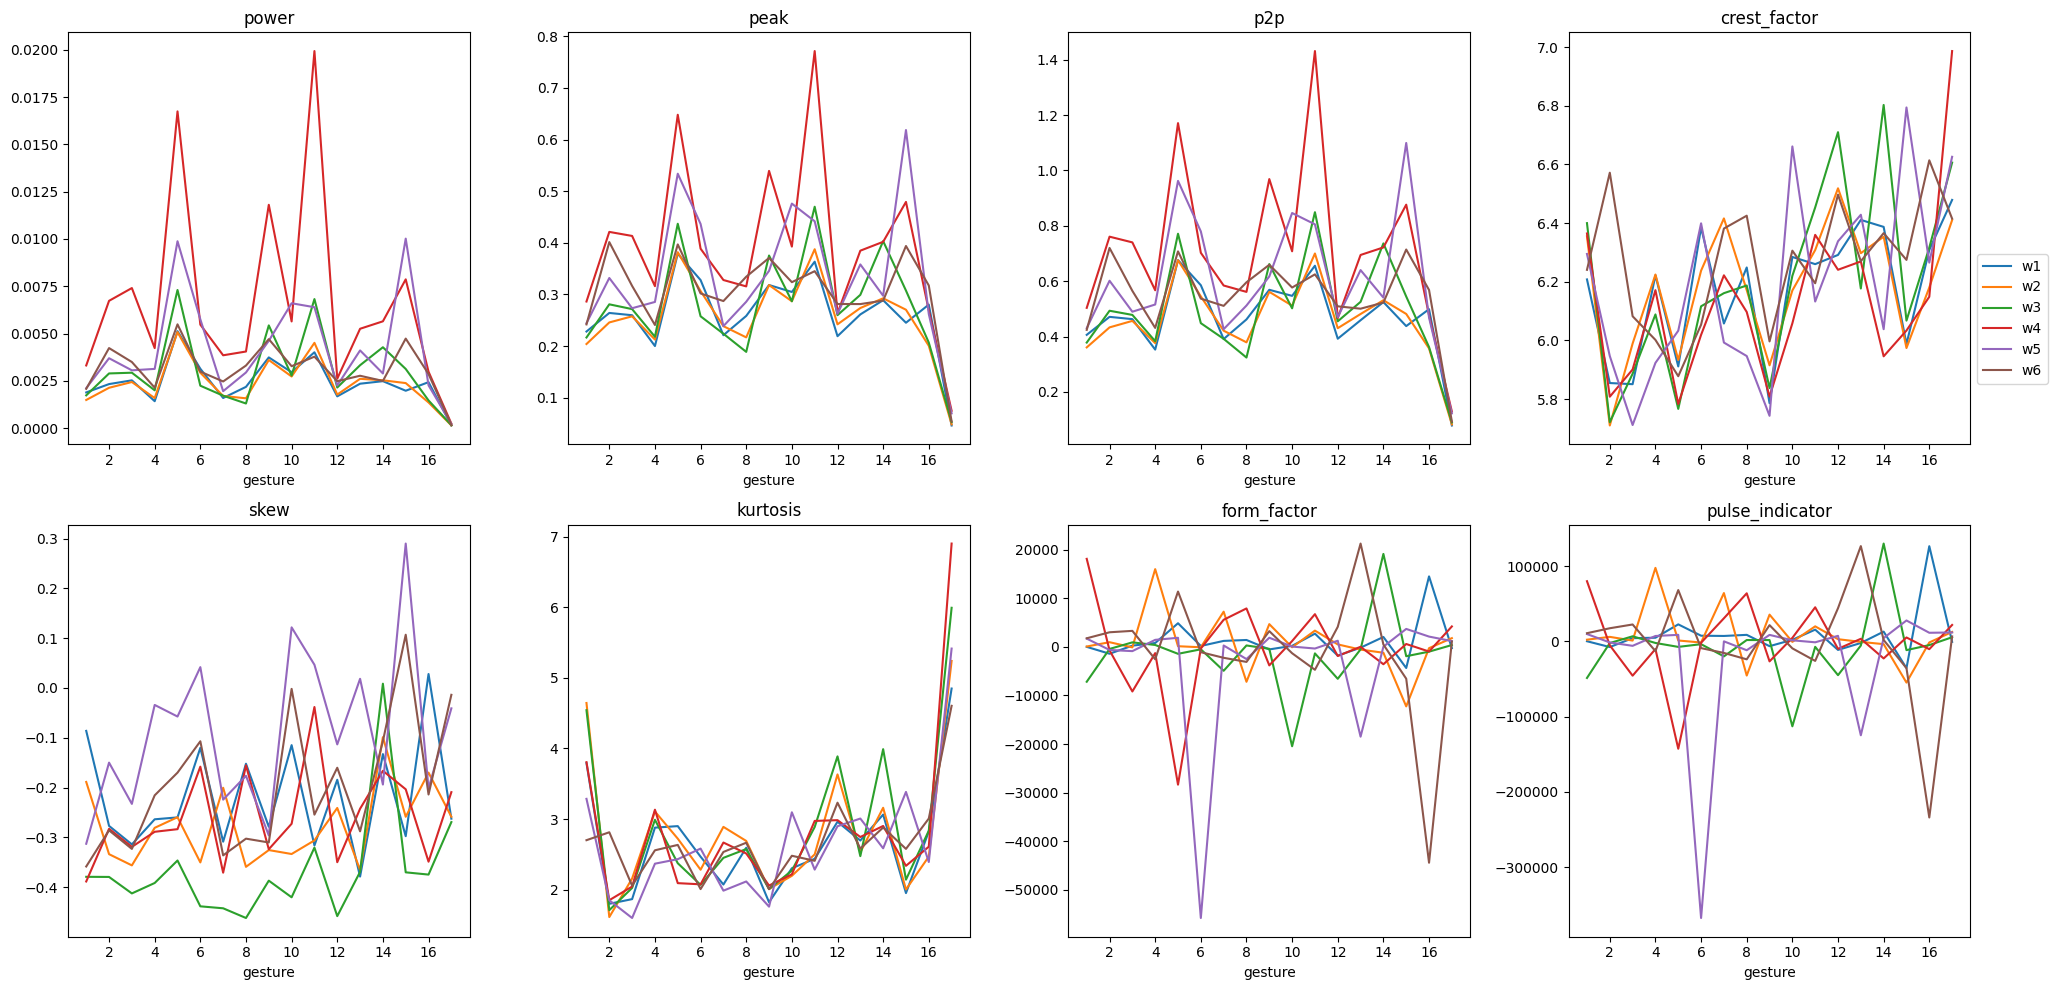 power
0.0200
0.0175
0.0150
0.0125
0.0100
0.0075
0.0050
0.0025
0.0000
2 4 6 8 10 12 14 16
gesture
peak
0.8
0.7
0.6
0.5
0.4
0.3
0.2
0.1
2 4 6 8 10 12 14 16
gesture
p2p
1.4
1.2
1.0
0.8
0.6
0.4
0.2
2 4 6 8 10 12 14 16
gesture
crest_factor
7.0
6.8
6.6
6.4
6.2
6.0
5.8
2 4 6 8 10 12 14 16
gesture
w1
w2
w3
w4
w5
w6
skew
0.3
0.2
0.1
0.0
−0.1
−0.2
−0.3
−0.4
2 4 6 8 10 12 14 16
gesture
kurtosis
7
6
5
4
3
2
2 4 6 8 10 12 14 16
gesture
form_factor
20000
10000
0
−10000
−20000
−30000
−40000
−50000
2 4 6 8 10 12 14 16
gesture
pulse_indicator
100000
0
−100000
−200000
−300000
2 4 6 8 10 12 14 16
gesture